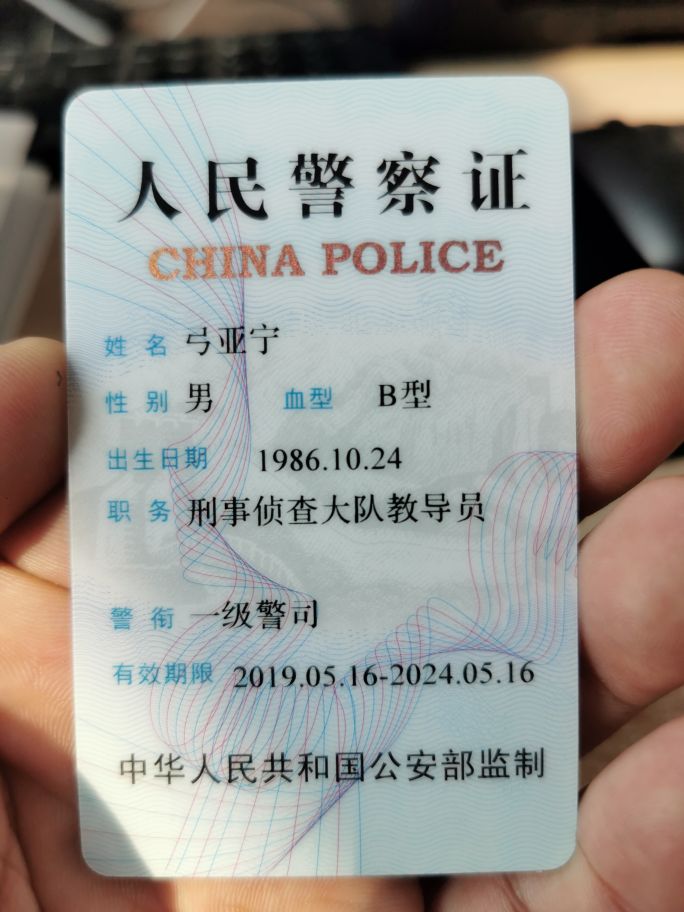 人民警察证
CHINA POLICE
姓名 弓亚宁
性别 男 血型 B型
出生日期 1986.10.24
职务 刑事侦查大队教导员
警衔 一级警司
有效期限 2019.05.16-2024.05.16
中华人民共和国公安部监制